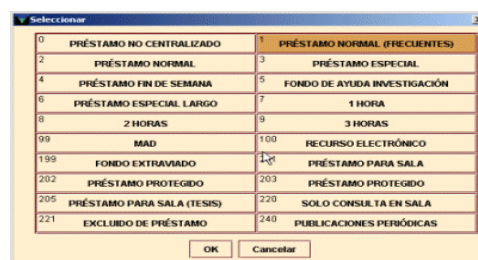 Seleccionar
0 PRÉSTAMO NO CENTRALIZADO
1 PRÉSTAMO NORMAL (FRECUENTES)
2 PRÉSTAMO NORMAL
3 PRÉSTAMO ESPECIAL
4 PRÉSTAMO FIN DE SEMANA
5 FONDO DE AYUDA INVESTIGACIÓN
6 PRÉSTAMO ESPECIAL LARGO
7 1 HORA
8 2 HORAS
9 3 HORAS
99 MAD
100 RECURSO ELECTRÓNICO
199 FONDO EXTRAVIADO
PRÉSTAMO PARA SALA
202 PRÉSTAMO PROTEGIDO
203 PRÉSTAMO PROTEGIDO
205 PRÉSTAMO PARA SALA (TESIS)
220 SOLO CONSULTA EN SALA
221 EXCLUIDO DE PRÉSTAMO
240 PUBLICACIONES PERIÓDICAS
OK Cancelar